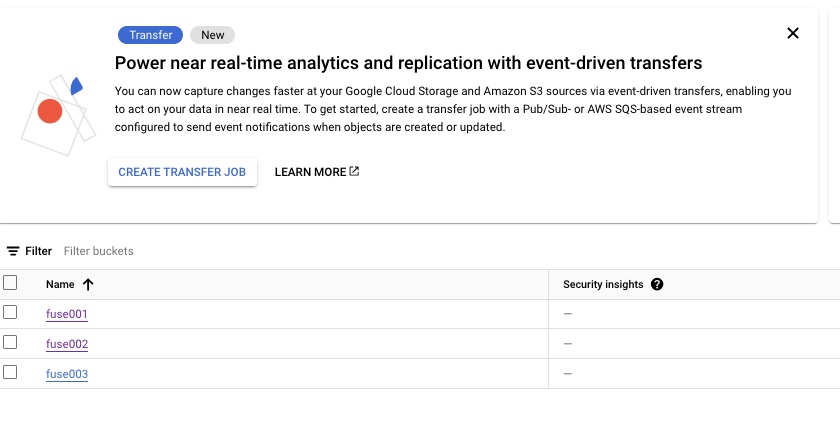 Transfer New
Power near real-time analytics and replication with event-driven transfers
You can now capture changes faster at your Google Cloud Storage and Amazon S3 sources via event-driven transfers, enabling you
to act on your data in near real time. To get started, create a transfer job with a Pub/Sub- or AWS SQS-based event stream
configured to send event notifications when objects are created or updated.
CREATE TRANSFER JOB LEARN MORE
Filter Filter buckets
Name Security insights
fuse001 —
fuse002 —
fuse003 —